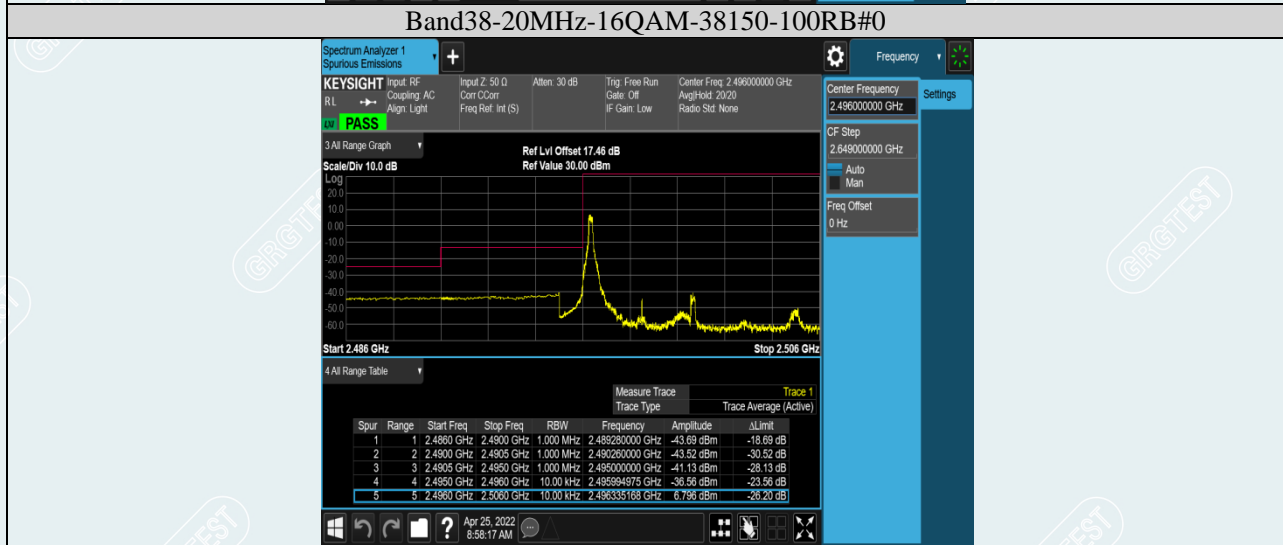 Band38-20MHz-16QAM-38150-100RB#0
Spectrum Analyzer 1
Spurious Emissions
+
Frequency
KEYSIGHT Input: RF Input Z: 50 Ω Atten: 30 dB Trig: Free Run Center Freq: 2.496000000 GHz
Coupling: AC Corr CCorr Gate: Off Avg|Hold: 20/20
RL Align: Light Freq Ref: Int (S) IF Gain: Low Radio Std: None
LXI PASS
Center Frequency
2.496000000 GHz
Settings
CF Step
2.649000000 GHz
Auto
Man
Freq Offset
0 Hz
3 All Range Graph
Ref Lvl Offset 17.46 dB
Scale/Div 10.0 dB Ref Value 30.00 dBm
Log
20.0
10.0
0.00
-10.0
-20.0
-30.0
-40.0
-50.0
-60.0
Start 2.486 GHz Stop 2.506 GHz
4 All Range Table
Measure Trace Trace 1
Trace Type Trace Average (Active)
Spur Range Start Freq Stop Freq RBW Frequency Amplitude ΔLimit
1 1 2.4860 GHz 2.4900 GHz 1.000 MHz 2.489280000 GHz -43.69 dBm -18.69 dB
2 2 2.4900 GHz 2.4905 GHz 1.000 MHz 2.490260000 GHz -43.52 dBm -30.52 dB
3 3 2.4905 GHz 2.4950 GHz 1.000 MHz 2.495000000 GHz -41.13 dBm -28.13 dB
4 4 2.4950 GHz 2.4960 GHz 10.00 kHz 2.495994975 GHz -36.56 dBm -23.56 dB
5 5 2.4960 GHz 2.5060 GHz 10.00 kHz 2.496335168 GHz 6.796 dBm -26.20 dB
? Apr 25, 2022
8:58:17 AM
GRGTEST
GRGTEST
GRGTEST